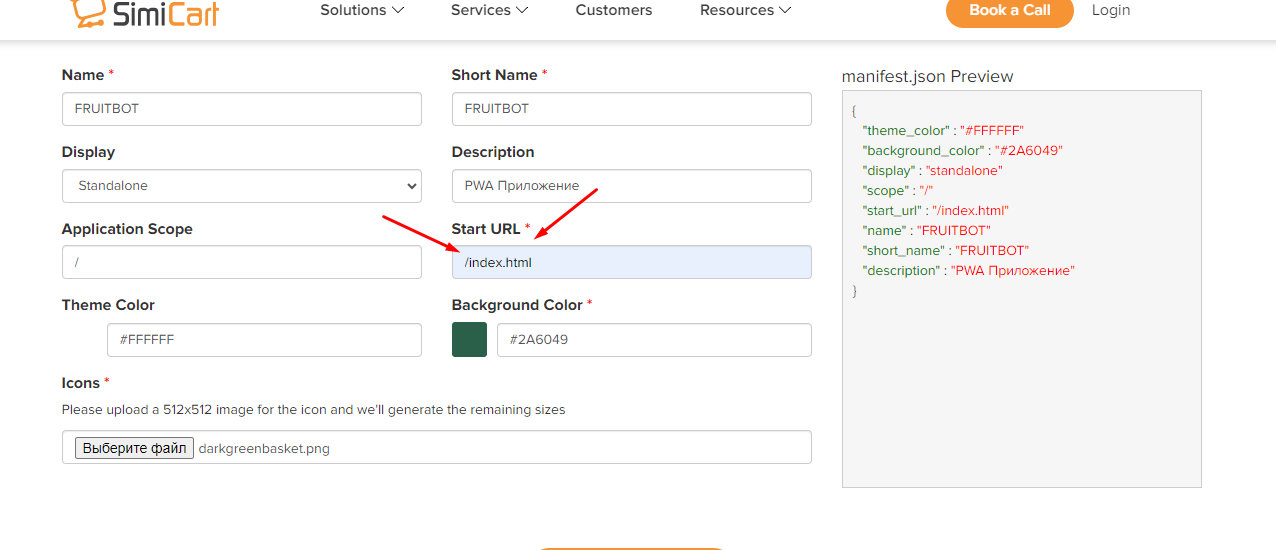 SimiCart Solutions Services Customers Resources Book a Call Login
Name * Short Name *
FRUITBOT FRUITBOT
Display Description
Standalone PWA Приложение
Application Scope Start URL *
/ /index.html
Theme Color Background Color *
#FFFFFF #2A6049
Icons *
Please upload a 512x512 image for the icon and we'll generate the remaining sizes
Выберите файл darkgreenbasket.png
manifest.json Preview
{
"theme_color" : "#FFFFFF"
"background_color" : "#2A6049"
"display" : "standalone"
"scope" : "/"
"start_url" : "/index.html"
"name" : "FRUITBOT"
"short_name" : "FRUITBOT"
"description" : "PWA Приложение"
}